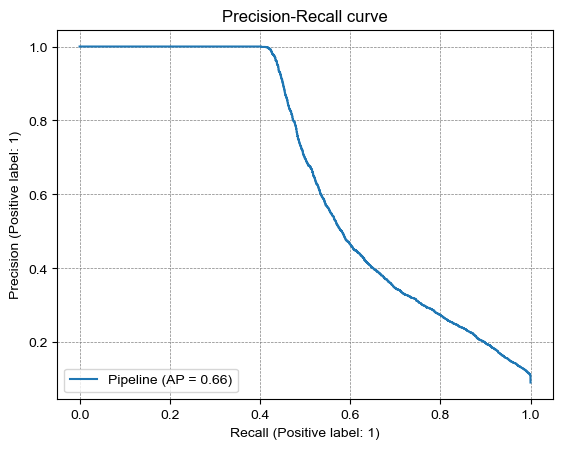 Precision-Recall curve
1.0
0.8
0.6
0.4
0.2
Precision (Positive label: 1)
Pipeline (AP = 0.66)
0.0 0.2 0.4 0.6 0.8 1.0
Recall (Positive label: 1)